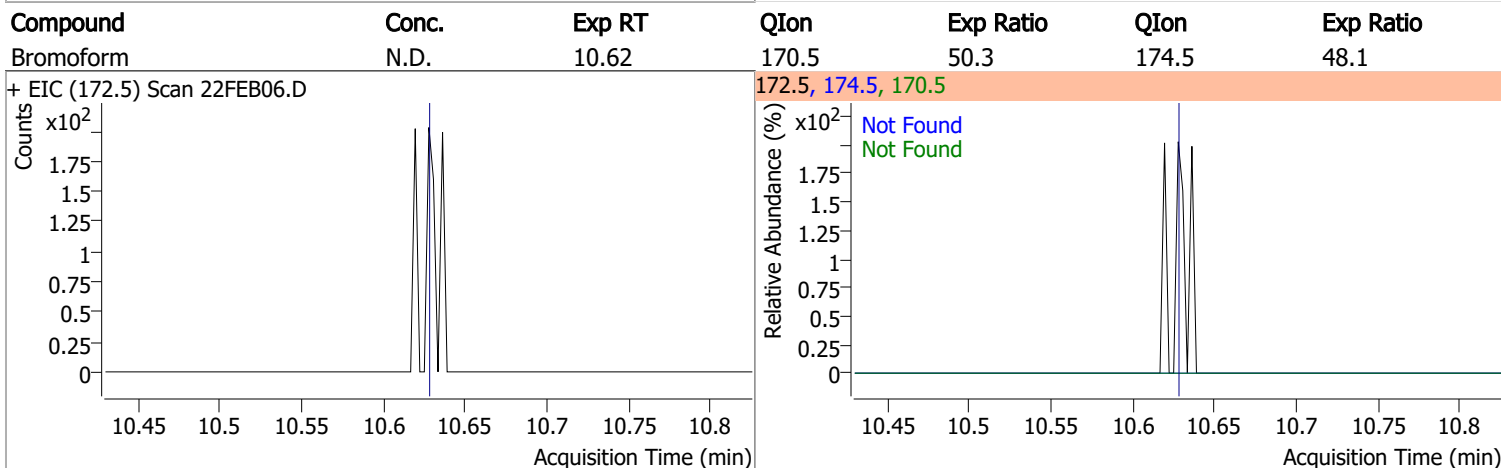 Compound Conc. Exp RT QIon Exp Ratio QIon Exp Ratio
Bromoform N.D. 10.62 170.5 50.3 174.5 48.1
+ EIC (172.5) Scan 22FEB06.D
Counts
x10²
1.75
1.5
1.25
1
0.75
0.5
0.25
0
10.45 10.5 10.55 10.6 10.65 10.7 10.75 10.8
Acquisition Time (min)
172.5, 174.5, 170.5
Relative Abundance (%)
x10²
Not Found
Not Found
1.75
1.5
1.25
1
0.75
0.5
0.25
0
10.45 10.5 10.55 10.6 10.65 10.7 10.75 10.8
Acquisition Time (min)